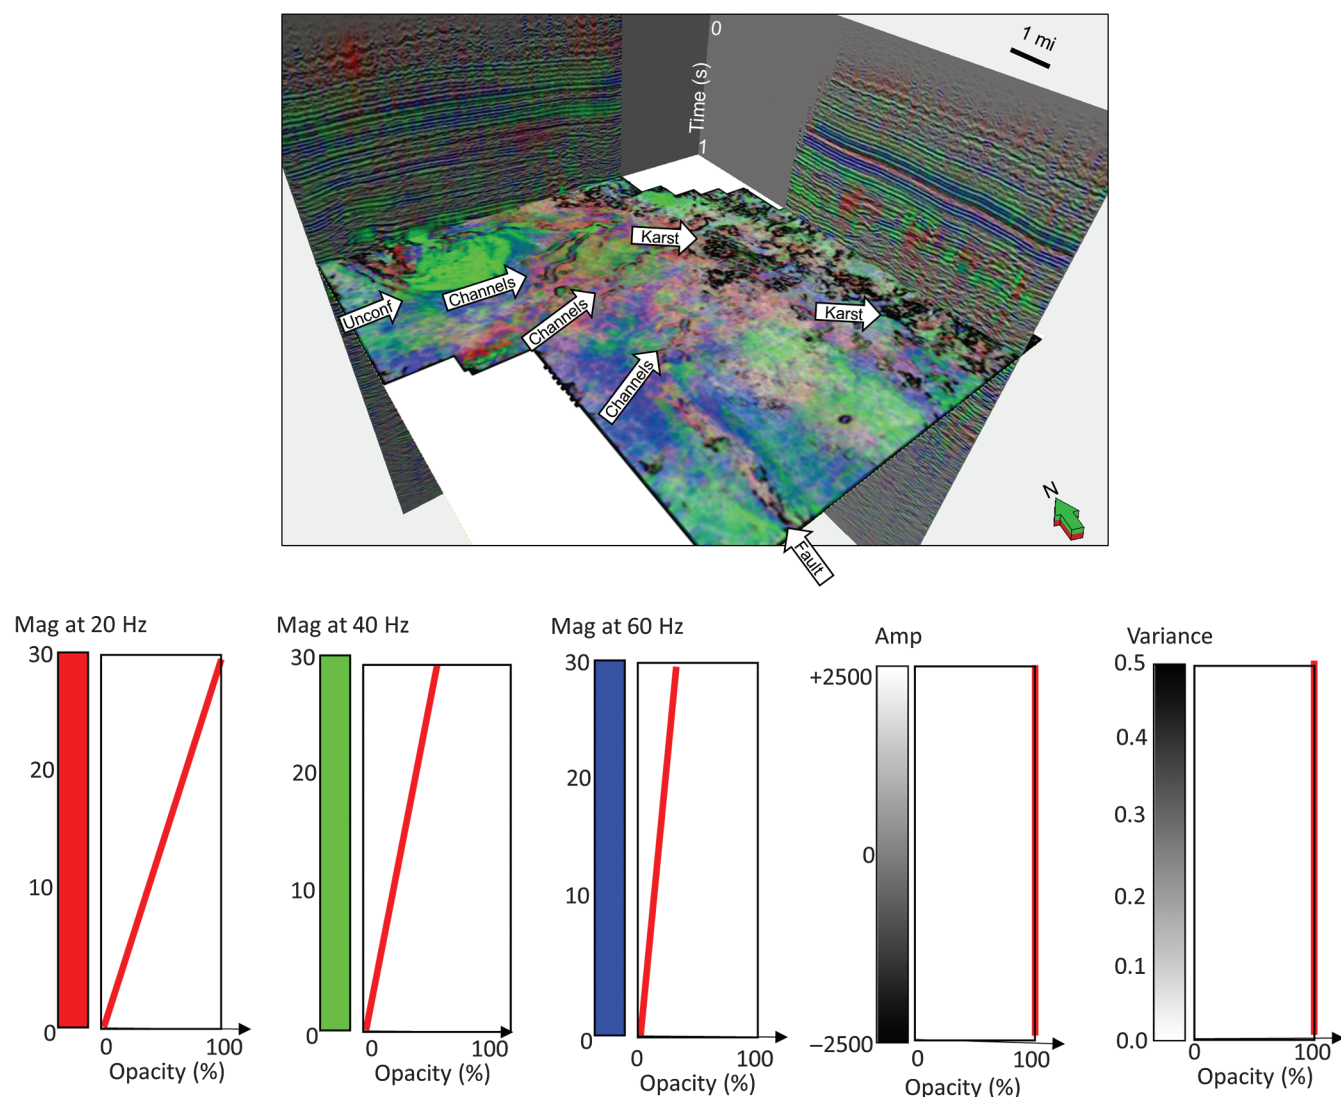 0
1 mi
Time (s)
1
Karst
Channels
Unconf
Channels
Karst
Channels
N
Fault
Mag at 20 Hz
30
20
10
0
0 100
Opacity (%)
Mag at 40 Hz
30
20
10
0
0 100
Opacity (%)
Mag at 60 Hz
30
20
10
0
0 100
Opacity (%)
Amp
+2500
0
−2500
0 100
Opacity (%)
Variance
0.5
0.4
0.3
0.2
0.1
0.0
0 100
Opacity (%)